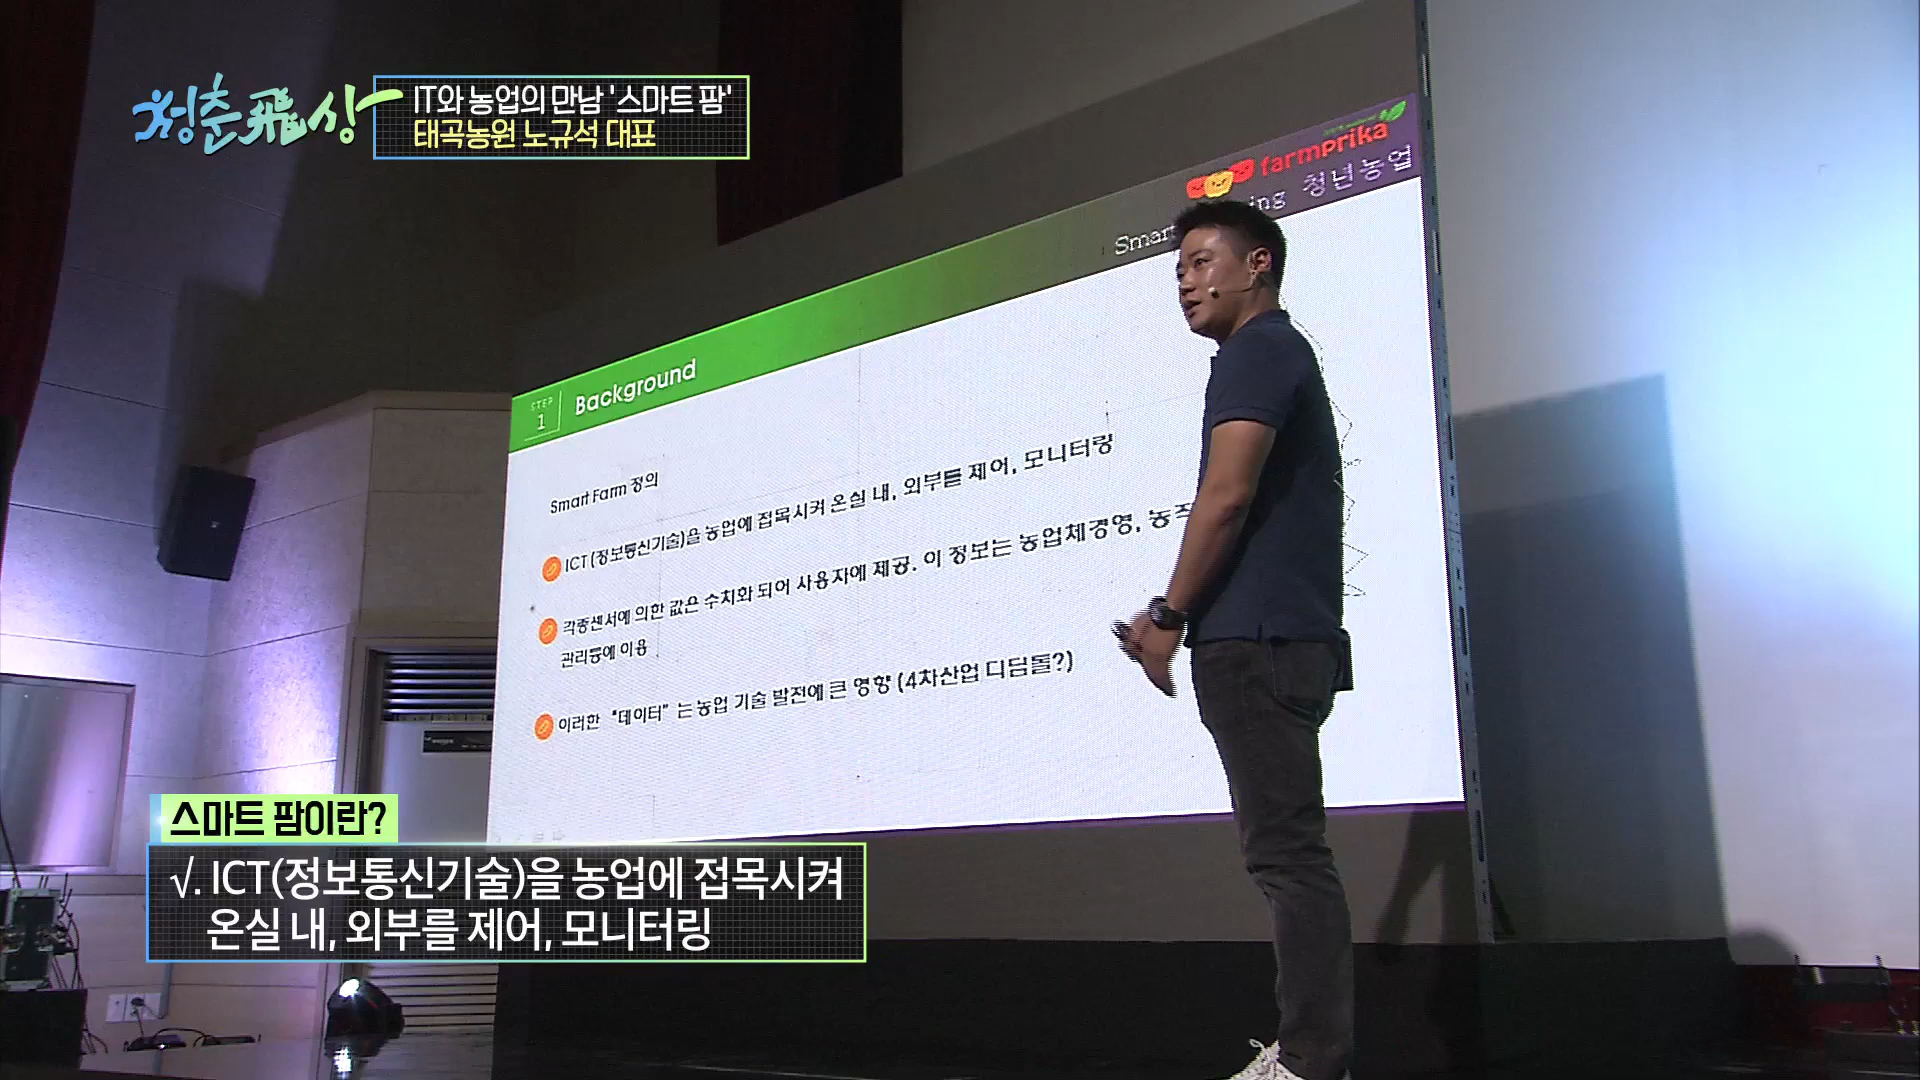 청춘飛상
IT와 농업의 만남 '스마트 팜'
태곡농원 노규석 대표
farmprika
ing 청년농업
Smart
STEP
1
Background
Smart Farm 정의
ICT (정보통신기술)을 농업에 접목시켜 온실 내, 외부를 제어, 모니터링
각종센서에 의한 값은 수치화 되어 사용자에 제공. 이 정보는 농업체경영, 농작
관리등에 이용
이러한 "데이터" 는 농업 기술 발전에 큰 영향 (4차산업 디딤돌?)
스마트 팜이란?
√. ICT(정보통신기술)을 농업에 접목시켜
온실 내, 외부를 제어, 모니터링